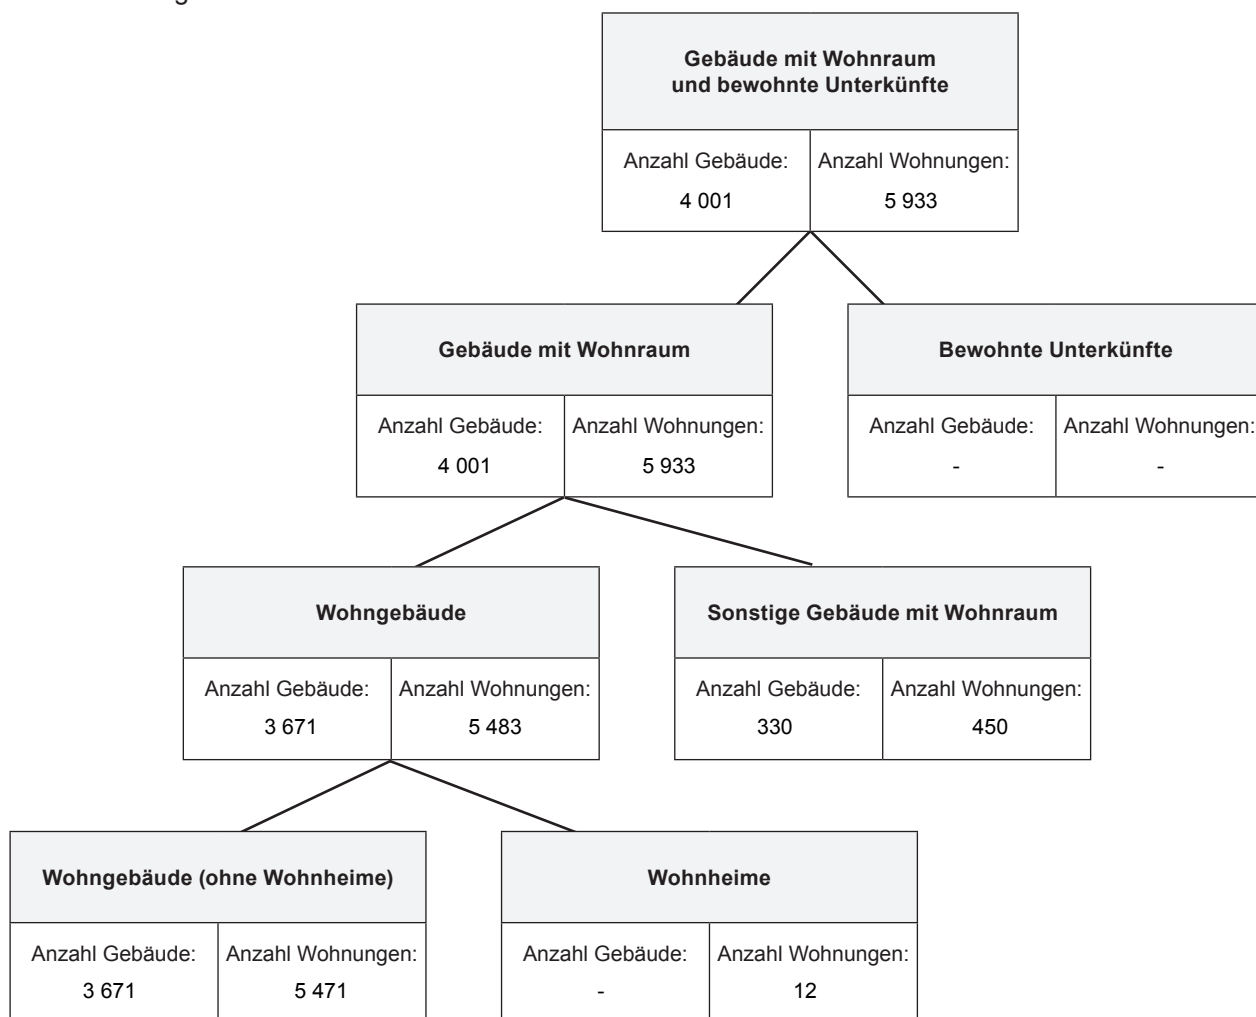 Gebäude mit Wohnraum
und bewohnte Unterkünfte
Anzahl Gebäude:
4 001
Anzahl Wohnungen:
5 933
Gebäude mit Wohnraum
Anzahl Gebäude:
4 001
Anzahl Wohnungen:
5 933
Bewohnte Unterkünfte
Anzahl Gebäude:
-
Anzahl Wohnungen:
-
Wohngebäude
Anzahl Gebäude:
3 671
Anzahl Wohnungen:
5 483
Sonstige Gebäude mit Wohnraum
Anzahl Gebäude:
330
Anzahl Wohnungen:
450
Wohngebäude (ohne Wohnheime)
Anzahl Gebäude:
3 671
Anzahl Wohnungen:
5 471
Wohnheime
Anzahl Gebäude:
-
Anzahl Wohnungen:
12